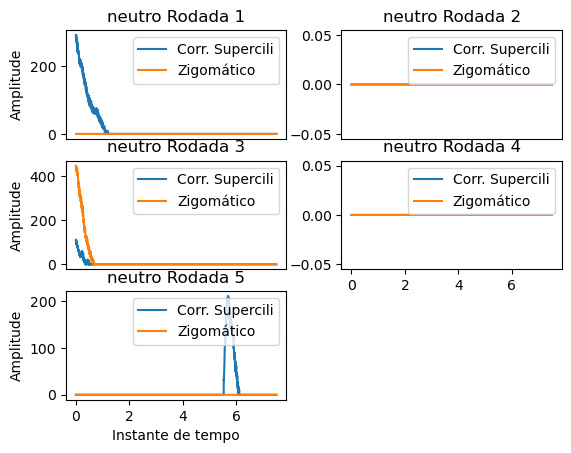 neutro Rodada 1
Amplitude
200
0
Corr. Supercili
Zigomático
neutro Rodada 2
0.05
0.00
−0.05
Corr. Supercili
Zigomático
neutro Rodada 3
Amplitude
400
200
0
Corr. Supercili
Zigomático
neutro Rodada 4
0.05
0.00
−0.05
Corr. Supercili
Zigomático
0 2 4 6
neutro Rodada 5
Amplitude
200
100
0
Corr. Supercili
Zigomático
0 2 4 6
Instante de tempo